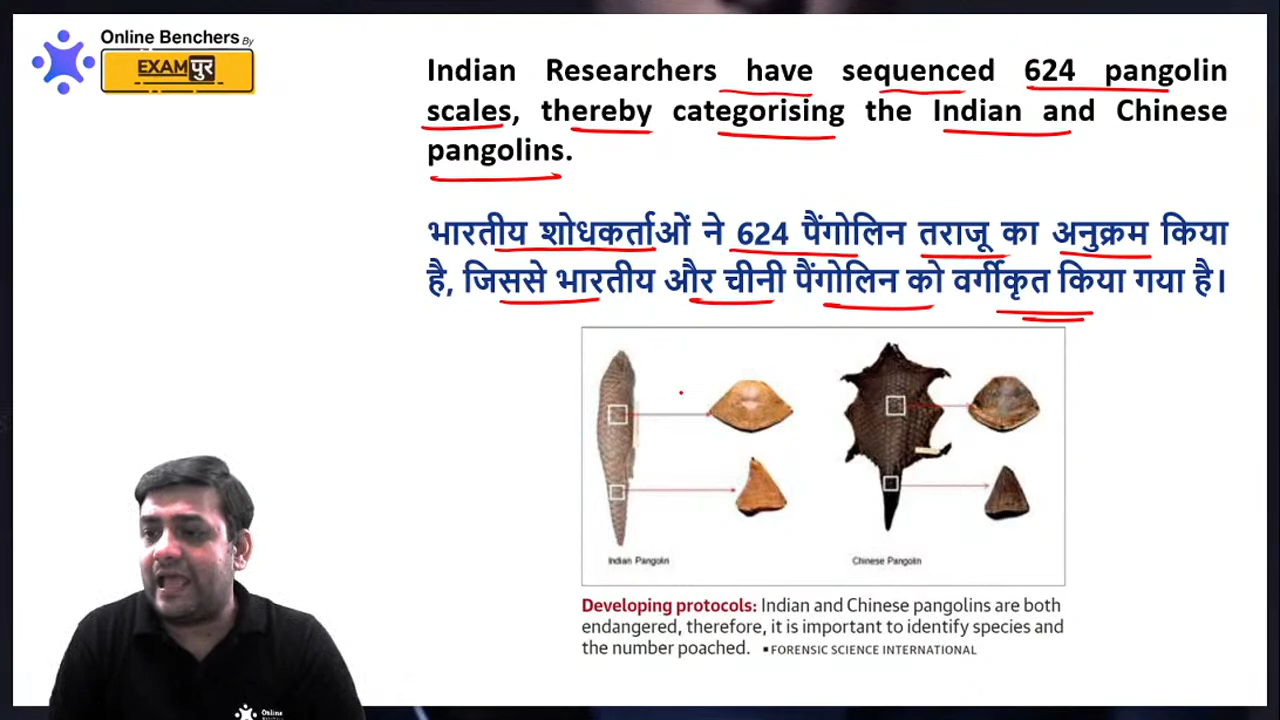 Online Benchers By
EXAMपुर
Indian Researchers have sequenced 624 pangolin
scales, thereby categorising the Indian and Chinese
pangolins.
भारतीय शोधकर्ताओं ने 624 पैंगोलिन तराजू का अनुक्रम किया
है, जिससे भारतीय और चीनी पैंगोलिन को वर्गीकृत किया गया है।
Indian Pangolin
Chinese Pangolin
Developing protocols: Indian and Chinese pangolins are both
endangered, therefore, it is important to identify species and
the number poached. ▪FORENSIC SCIENCE INTERNATIONAL
Online